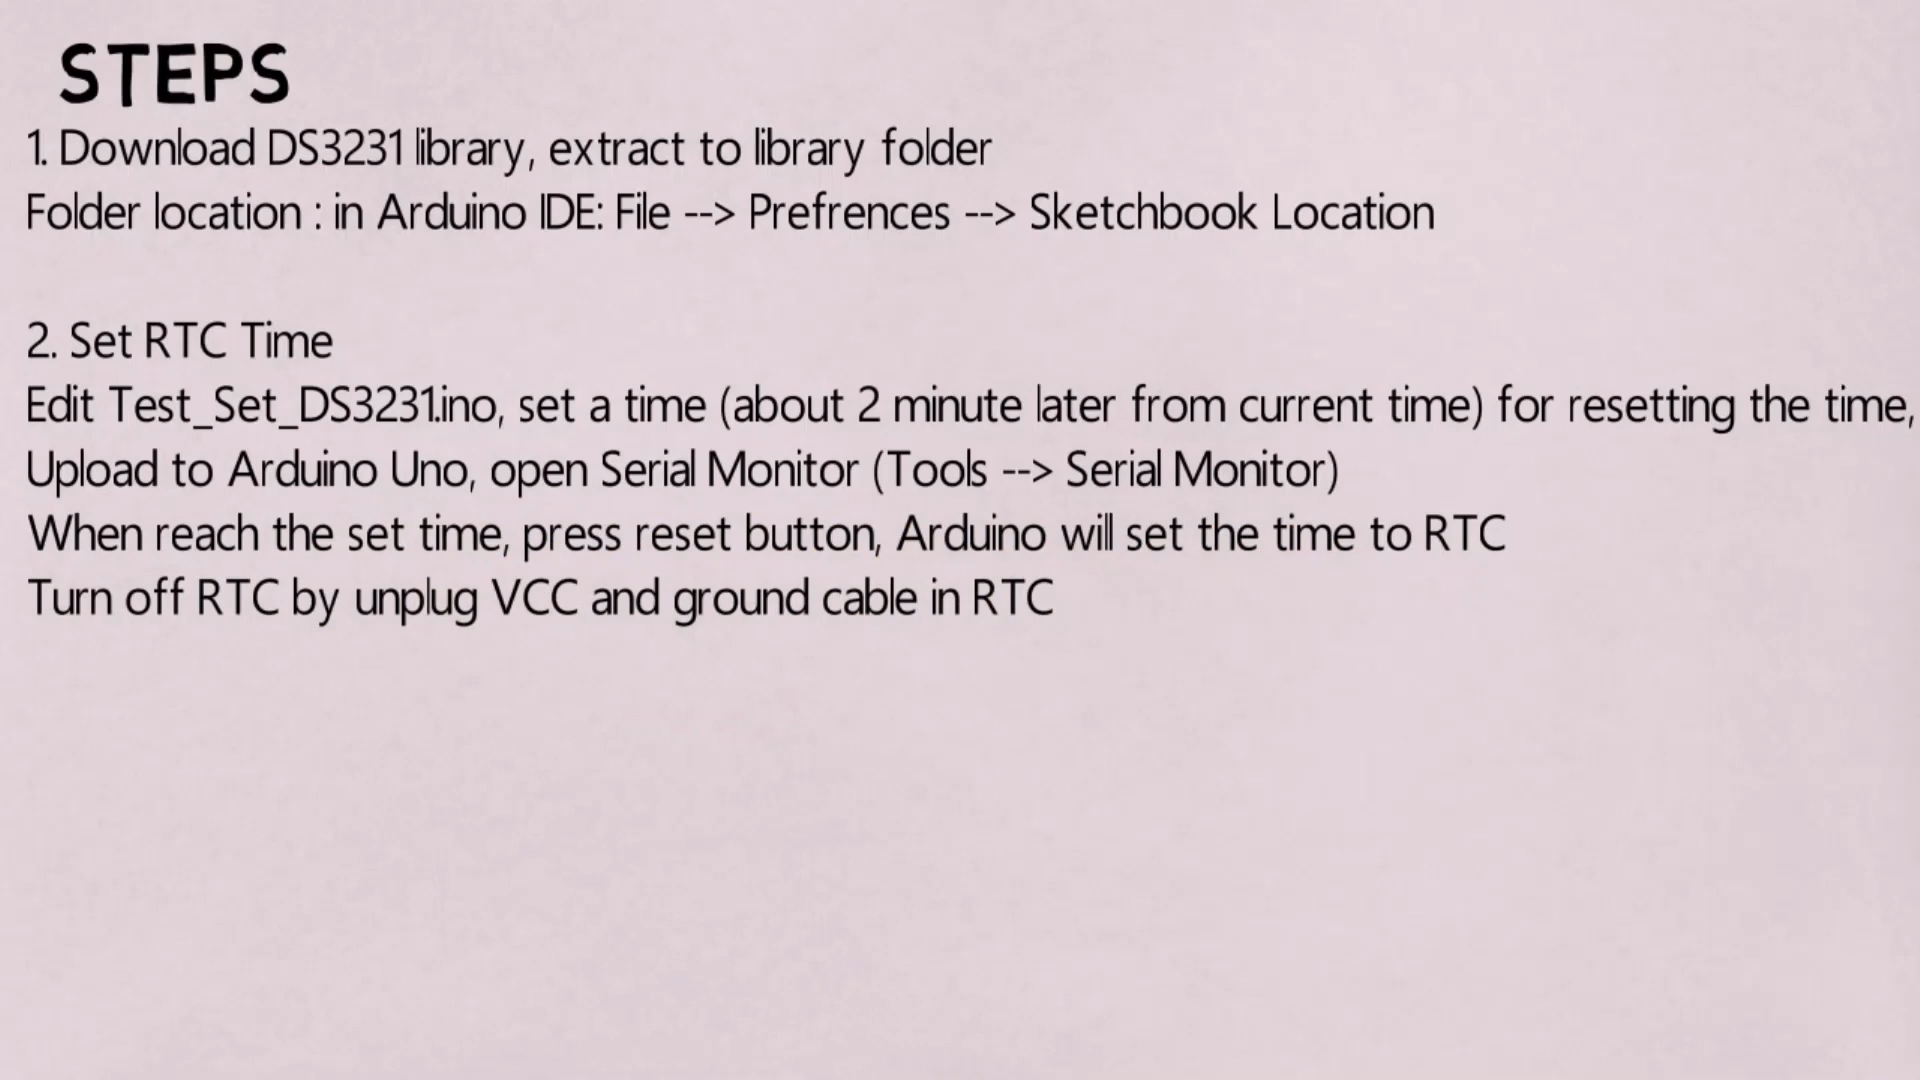 STEPS
1. Download DS3231 library, extract to library folder
Folder location : in Arduino IDE: File --> Prefrences --> Sketchbook Location
2. Set RTC Time
Edit Test_Set_DS3231.ino, set a time (about 2 minute later from current time) for resetting the time,
Upload to Arduino Uno, open Serial Monitor (Tools --> Serial Monitor)
When reach the set time, press reset button, Arduino will set the time to RTC
Turn off RTC by unplug VCC and ground cable in RTC